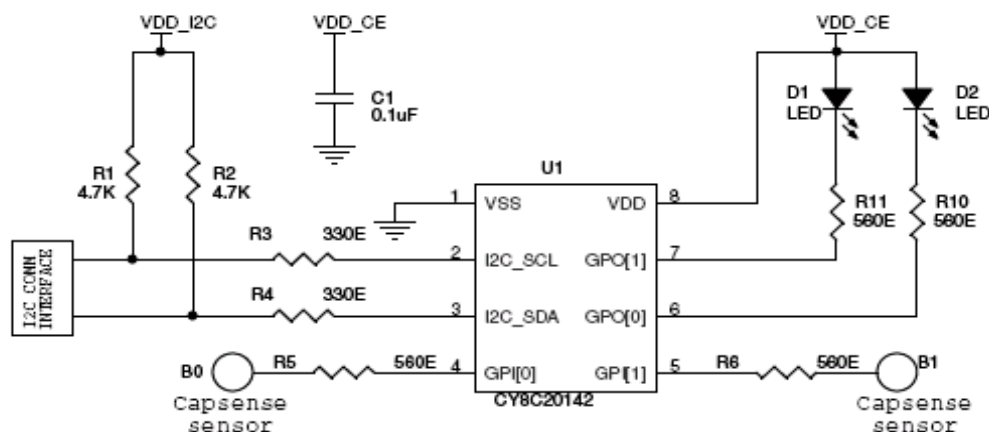 VDD_I2C
VDD_CE
VDD_CE
C1
0.1uF
D1
LED
D2
LED
R1
4.7K
R2
4.7K
U1
R11
560E
R10
560E
1
VSS
VDD
8
R3
330E
2
I2C_SCL
GPO[1]
7
I2C CONN
INTERFACE
R4
330E
3
I2C_SDA
GPO[0]
6
B0
R5
560E
4
GPI[0]
GPI[1]
5
R6
560E
B1
CY8C20142
Capsense
sensor
Capsense
sensor